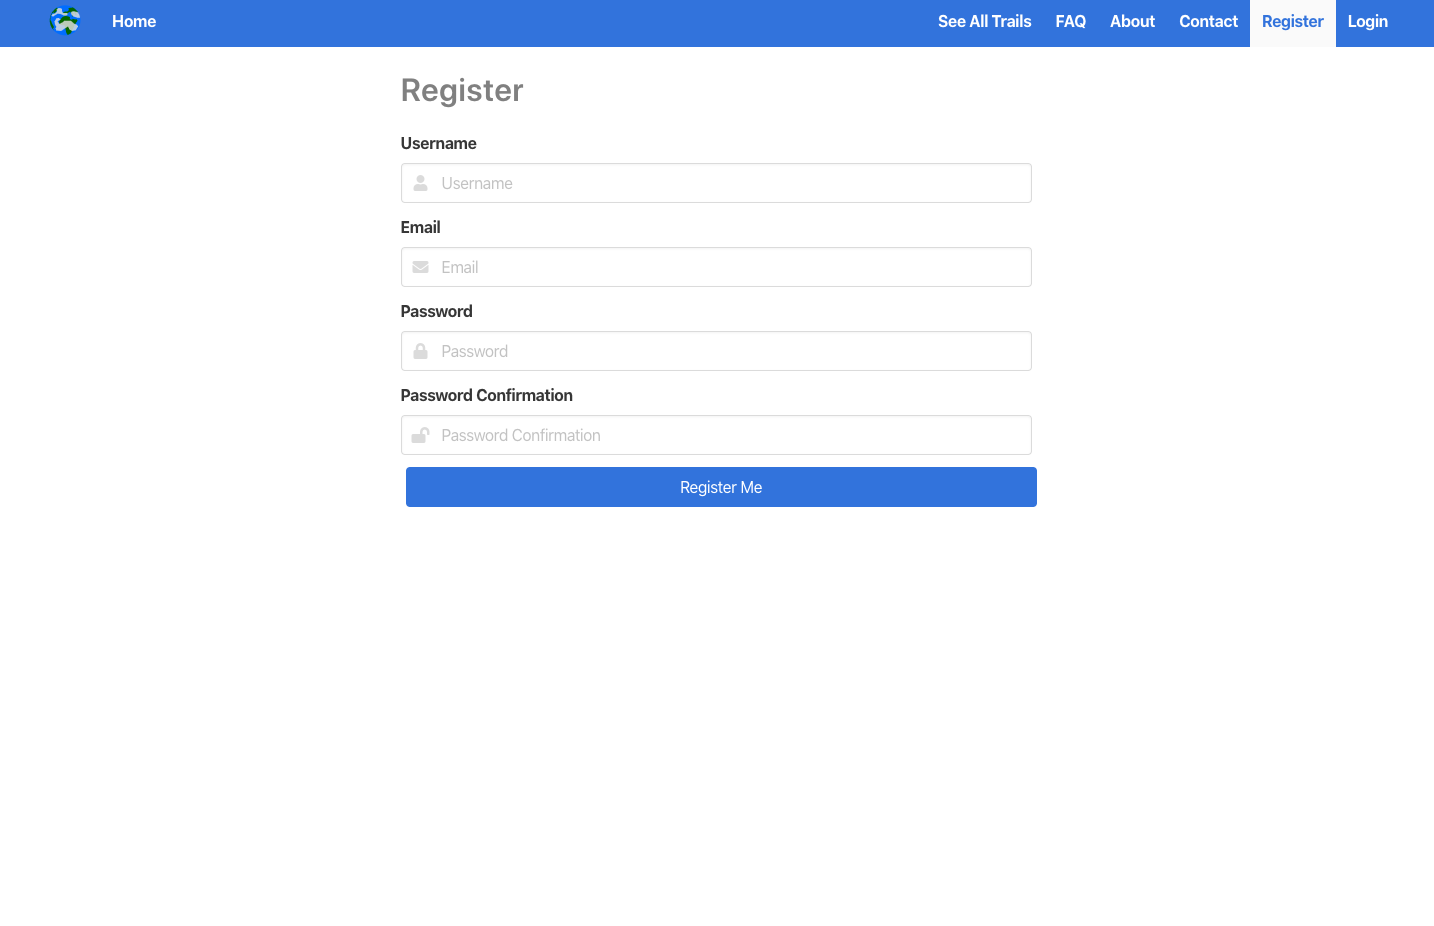 Home
See All Trails
FAQ
About
Contact
Register
Login
Register
Username
Username
Email
Email
Password
Password
Password Confirmation
Password Confirmation
Register Me